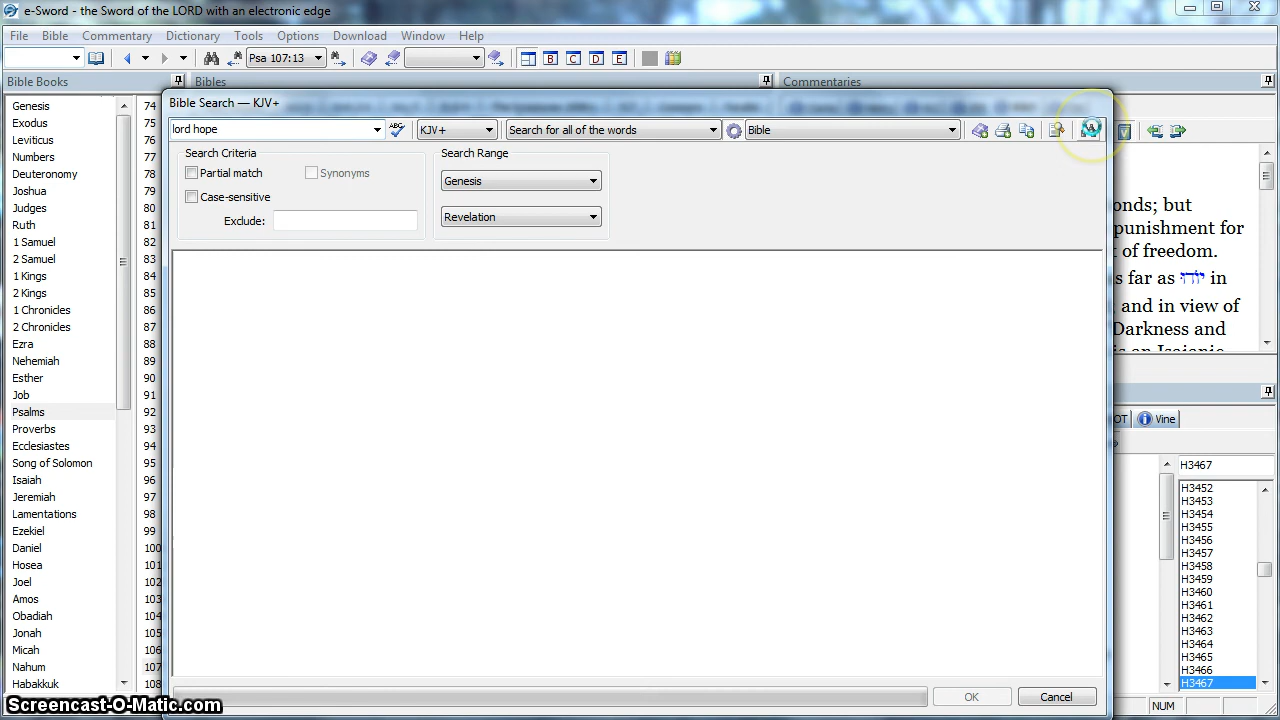 e-Sword - the Sword of the LORD with an electronic edge
File Bible Commentary Dictionary Tools Options Download Window Help
Psa 107:13
B C D E
Bible Books
Bibles
Commentaries
Genesis
Exodus
Leviticus
Numbers
Deuteronomy
Joshua
Judges
Ruth
1 Samuel
2 Samuel
1 Kings
2 Kings
1 Chronicles
2 Chronicles
Ezra
Nehemiah
Esther
Job
Psalms
Proverbs
Ecclesiastes
Song of Solomon
Isaiah
Jeremiah
Lamentations
Ezekiel
Daniel
Hosea
Joel
Amos
Obadiah
Jonah
Micah
Nahum
Habakkuk
74
78
79
80
81
82
83
84
85
86
87
88
89
90
91
92
93
94
95
96
97
98
99
100
101
102
103
104
105
106
107
108
Bible Search — KJV+
lord hope
ABC
KJV+
Search for all of the words
Bible
Search Criteria
Partial match
Synonyms
Case-sensitive
Exclude:
Search Range
Genesis
Revelation
OK
Cancel
onds; but
punishment for
t of freedom.
s far as יוֹדוּ in
, and in view of
Darkness and
is an Isaianic
OT
Vine
H3467
H3452
H3453
H3454
H3455
H3456
H3457
H3458
H3459
H3460
H3461
H3462
H3463
H3464
H3465
H3466
H3467
NUM
Screencast-O-Matic.com